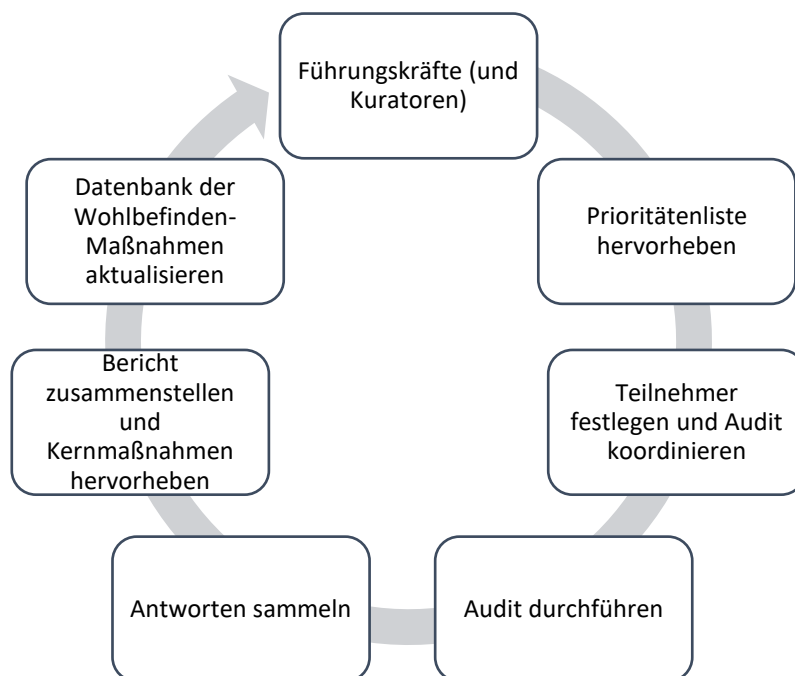 Führungskräfte (und
Kuratoren)
Prioritätenliste
hervorheben
Teilnehmer
festlegen und Audit
koordinieren
Audit durchführen
Antworten sammeln
Bericht
zusammenstellen
und
Kernmaßnahmen
hervorheben
Datenbank der
Wohlbefinden-
Maßnahmen
aktualisieren